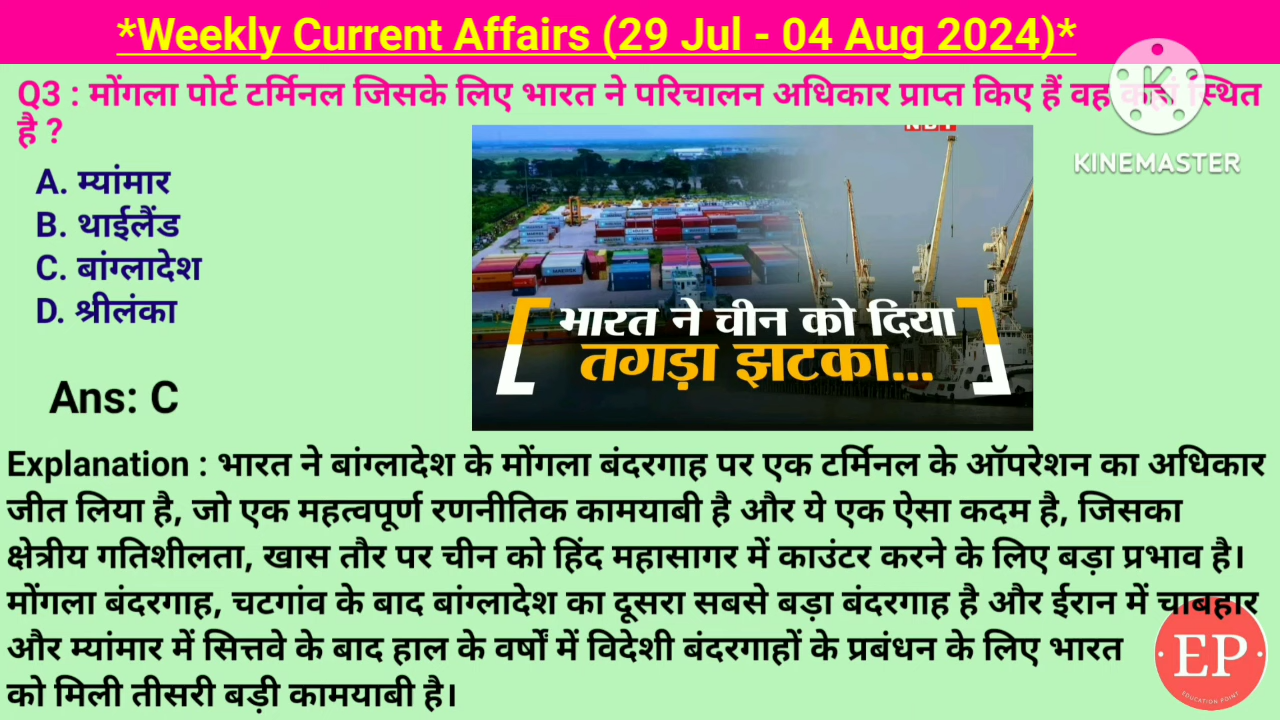 *Weekly Current Affairs (29 Jul - 04 Aug 2024)*
Q3 : मोंगला पोर्ट टर्मिनल जिसके लिए भारत ने परिचालन अधिकार प्राप्त किए हैं वह कहां स्थित
है ?
KINEMASTER
A. म्यांमार
B. थाईलैंड
C. बांग्लादेश
D. श्रीलंका
भारत ने चीन को दिया
तगड़ा झटका...
Ans: C
Explanation : भारत ने बांग्लादेश के मोंगला बंदरगाह पर एक टर्मिनल के ऑपरेशन का अधिकार
जीत लिया है, जो एक महत्वपूर्ण रणनीतिक कामयाबी है और ये एक ऐसा कदम है, जिसका
क्षेत्रीय गतिशीलता, खास तौर पर चीन को हिंद महासागर में काउंटर करने के लिए बड़ा प्रभाव है।
मोंगला बंदरगाह, चटगांव के बाद बांग्लादेश का दूसरा सबसे बड़ा बंदरगाह है और ईरान में चाबहार
और म्यांमार में सित्तवे के बाद हाल के वर्षों में विदेशी बंदरगाहों के प्रबंधन के लिए भारत
को मिली तीसरी बड़ी कामयाबी है।
EP
EDUCATION POINT